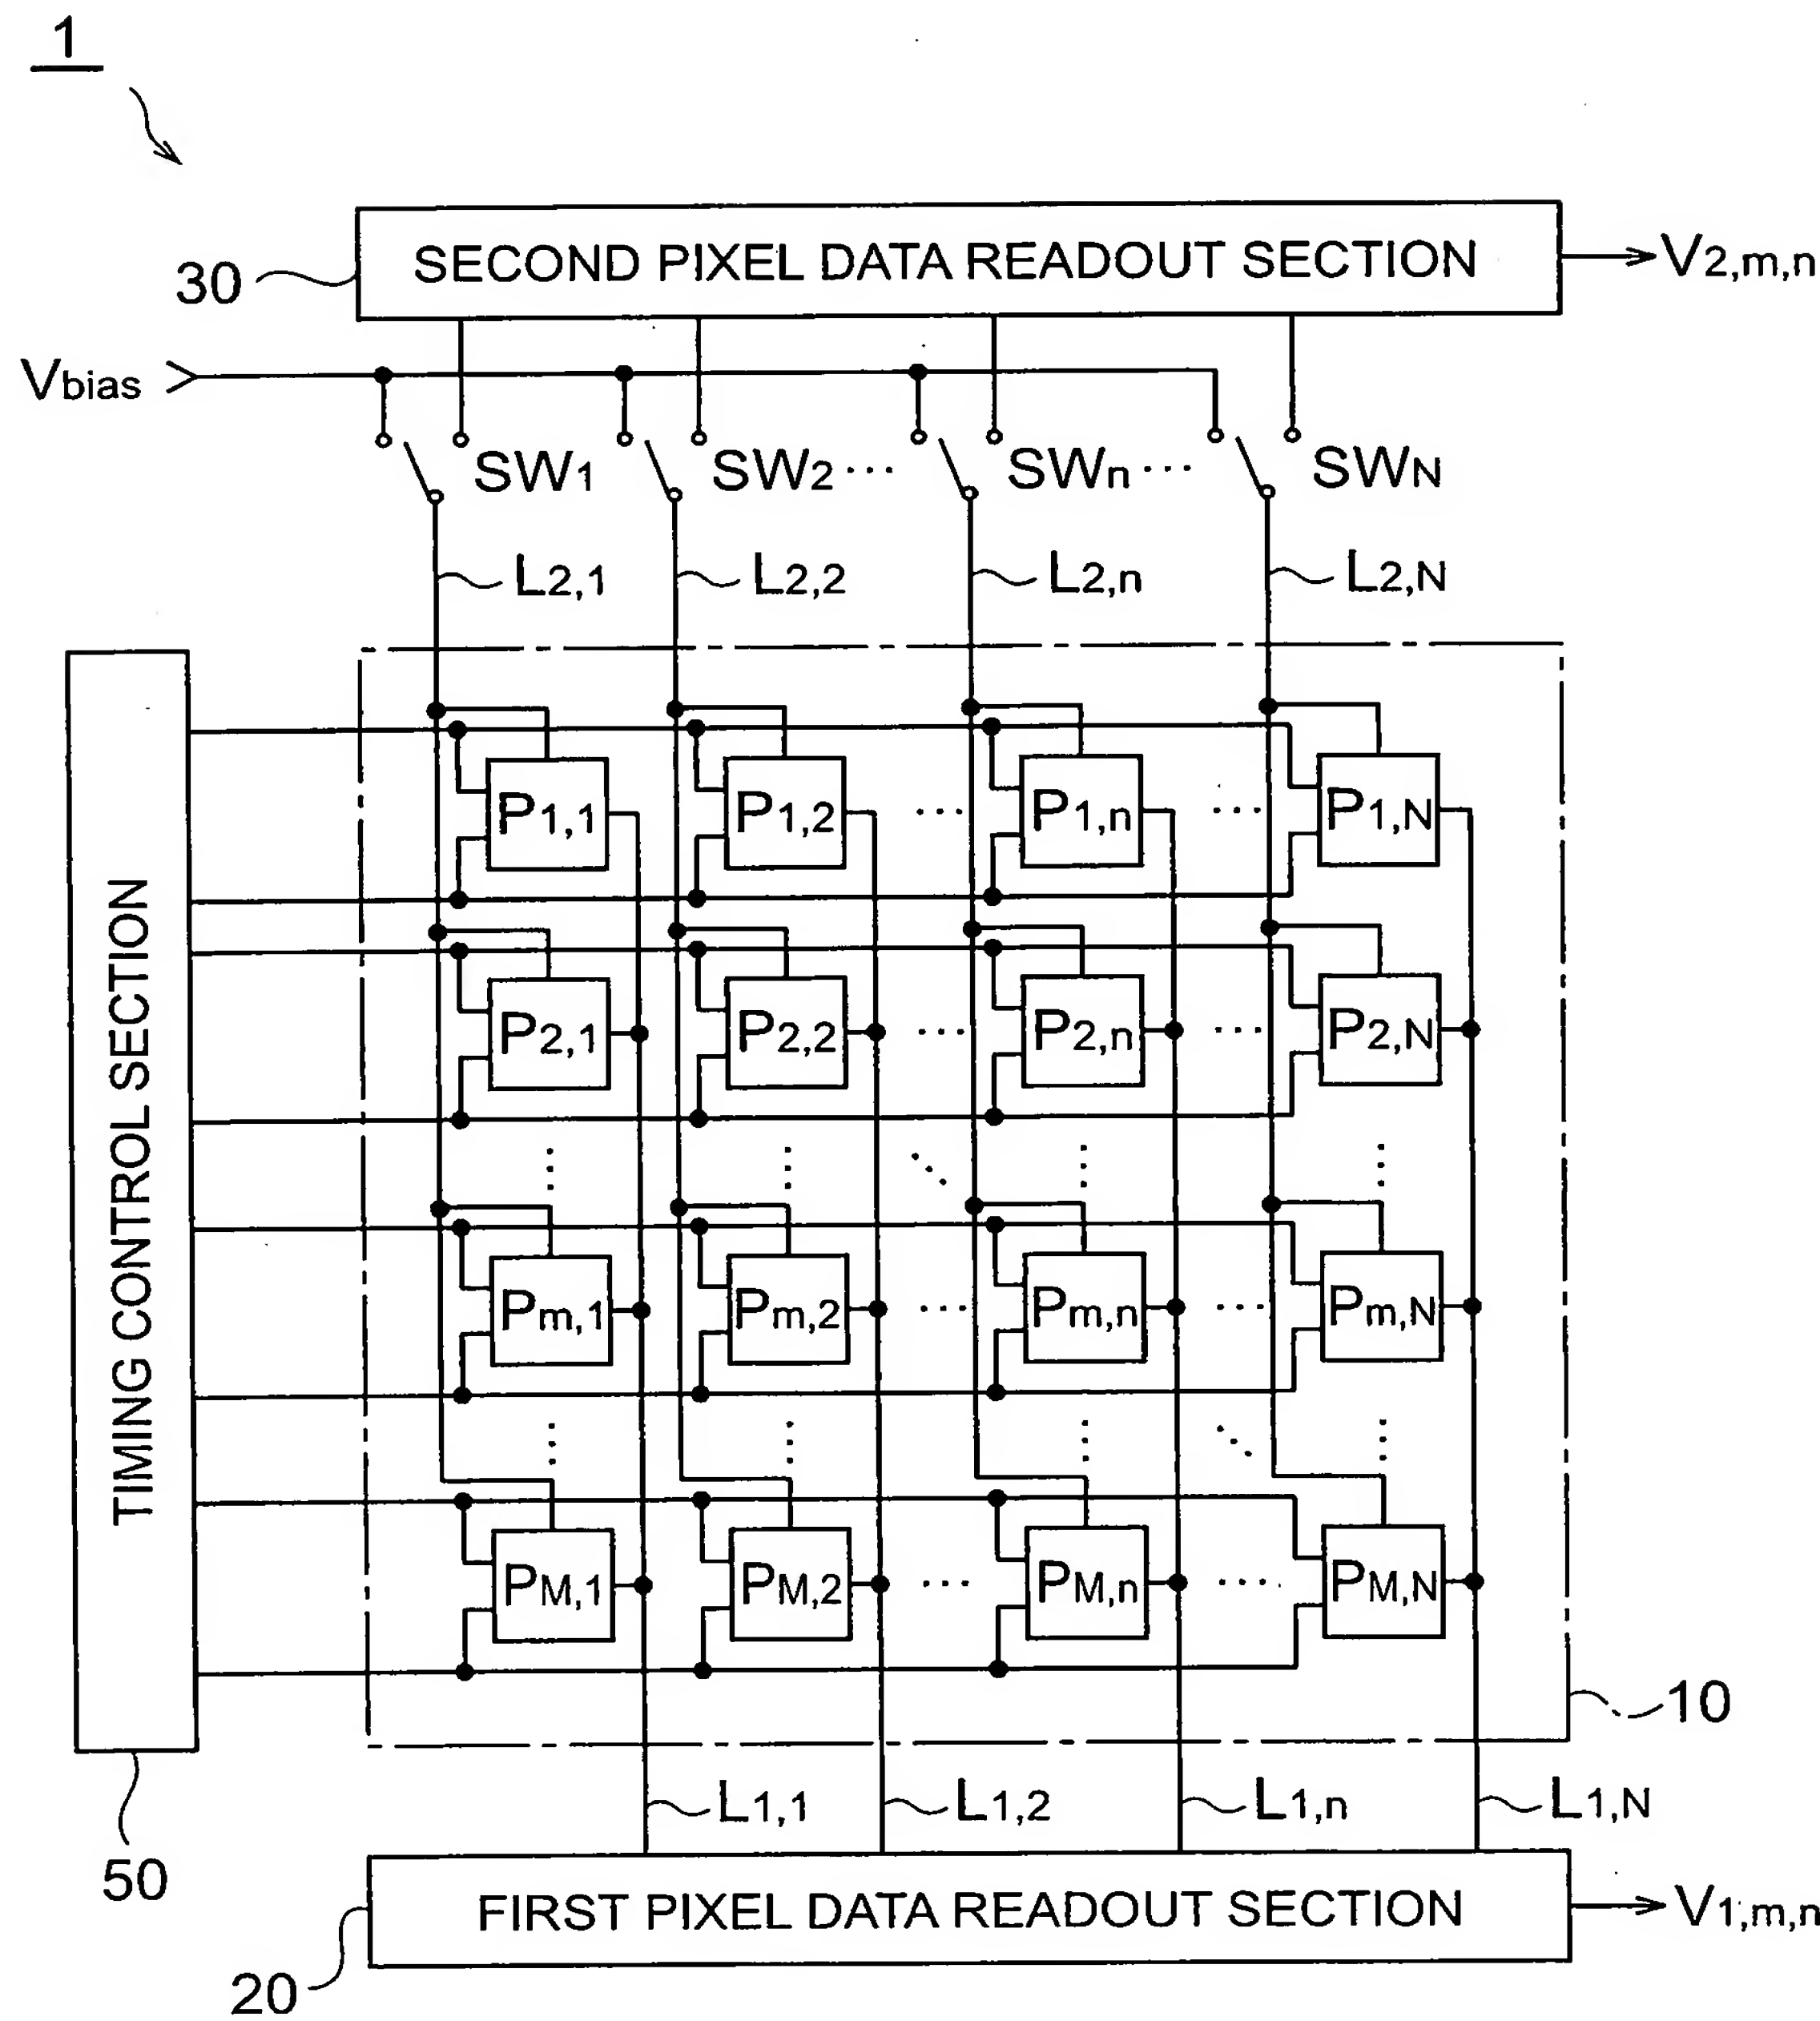 1
SECOND PIXEL DATA READOUT SECTION
V2,m,n
30
Vbias
SW1 SW2 ··· SWn ··· SWN
L2,1 L2,2 L2,n L2,N
TIMING CONTROL SECTION
P1,1 P1,2 ··· P1,n ··· P1,N
P2,1 P2,2 ··· P2,n ··· P2,N
Pm,1 Pm,2 ··· Pm,n ··· Pm,N
PM,1 PM,2 ··· PM,n ··· PM,N
10
L1,1 L1,2 L1,n L1,N
50
FIRST PIXEL DATA READOUT SECTION
V1,m,n
20